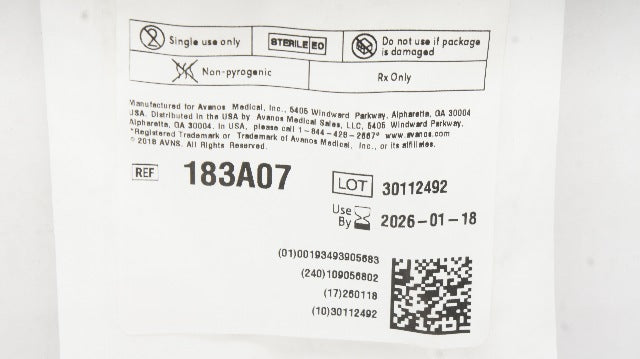 Single use only
STERILE EO
Do not use if package
is damaged
Non-pyrogenic
Rx Only
Manufactured for Avanos Medical, Inc., 5405 Windward Parkway, Alpharetta, GA 30004
USA. Distributed in the USA by Avanos Medical Sales, LLC, 5405 Windward Parkway,
Alpharetta, GA 30004. In USA, please call 1-844-428-2667° www.avanos.com
*Registered Trademark or Trademark of Avanos Medical, Inc., or its affiliates.
© 2018 AVNS. All Rights Reserved.
REF 183A07
LOT 30112492
Use
By 2026-01-18
(01)00193493905683
(240)109056802
(17)260118
(10)30112492